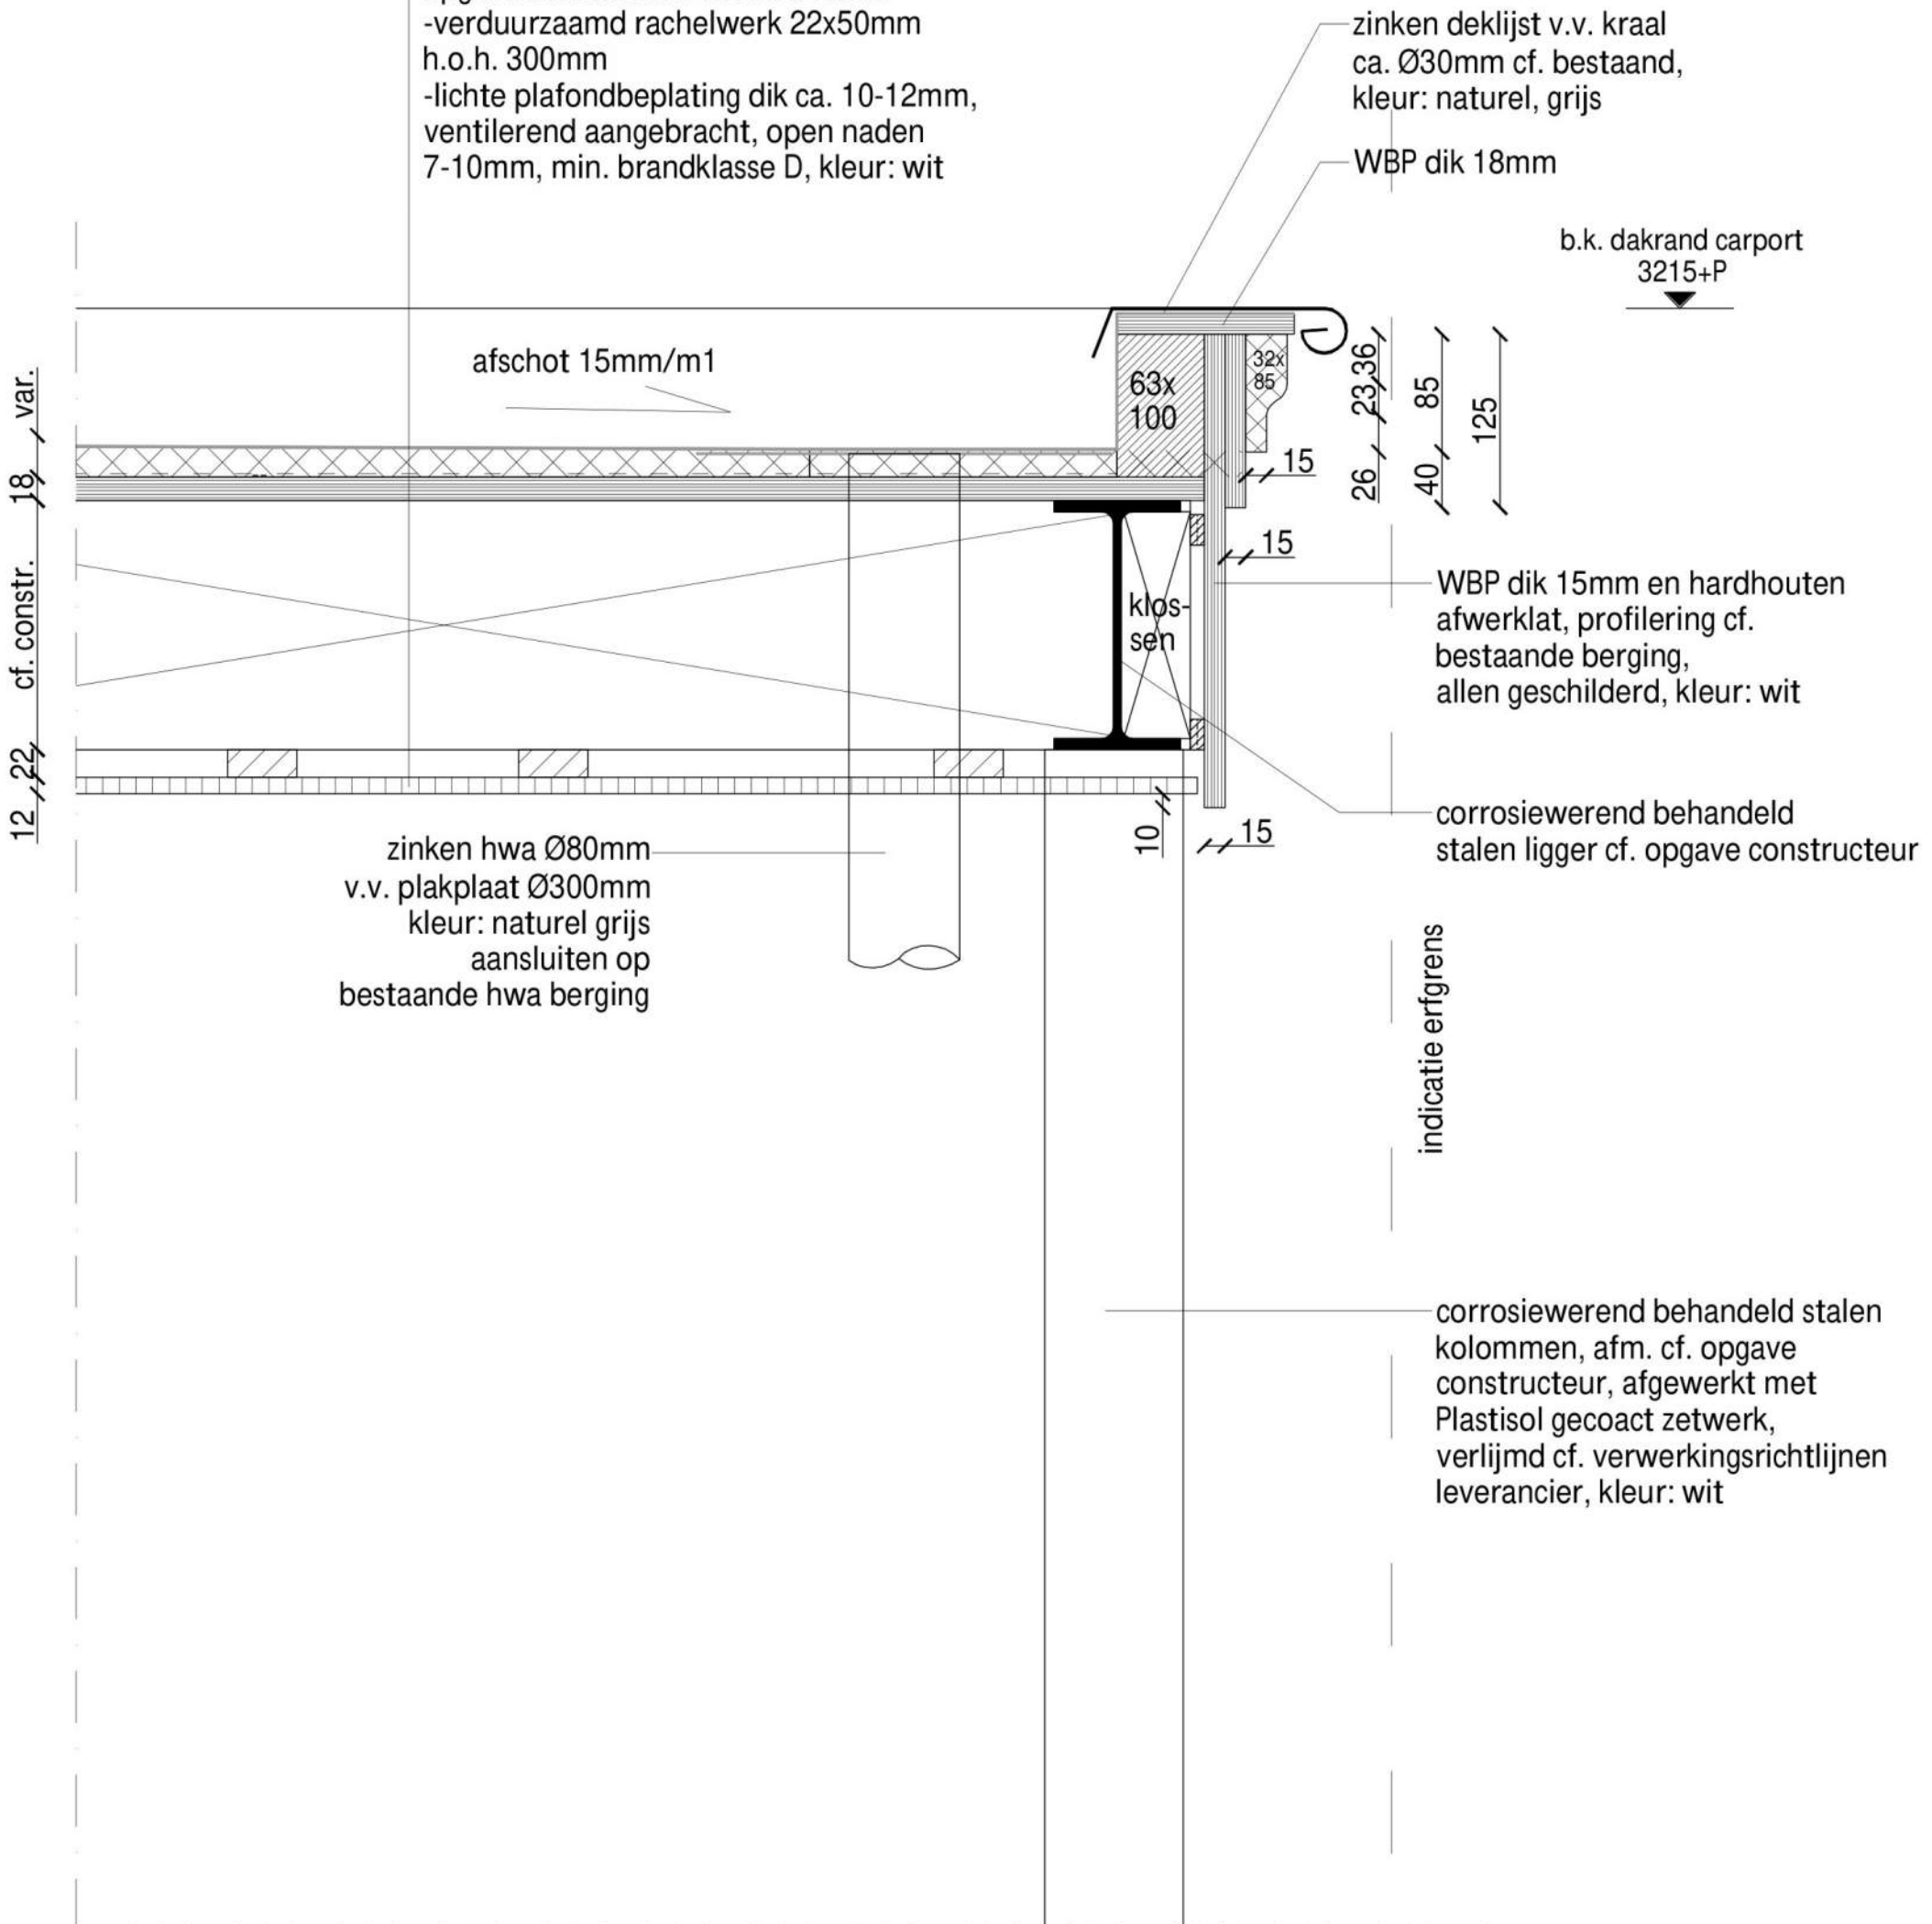 -verduurzaamd rachelwerk 22x50mm
h.o.h. 300mm
-lichte plafondbeplating dik ca. 10-12mm,
ventilerend aangebracht, open naden
7-10mm, min. brandklasse D, kleur: wit
zinken deklijst v.v. kraal
ca. Ø30mm cf. bestaand,
kleur: naturel, grijs
WBP dik 18mm
b.k. dakrand carport
3215+P
afschot 15mm/m1
var.
18
cf. constr.
22
12
63x
100
32x
85
36
23
26
85
40
125
15
15
klos-
sen
WBP dik 15mm en hardhouten
afwerklat, profilering cf.
bestaande berging,
allen geschilderd, kleur: wit
10
15
corrosiewerend behandeld
stalen ligger cf. opgave constructeur
zinken hwa Ø80mm
v.v. plakplaat Ø300mm
kleur: naturel grijs
aansluiten op
bestaande hwa berging
indicatie erfgrens
corrosiewerend behandeld stalen
kolommen, afm. cf. opgave
constructeur, afgewerkt met
Plastisol gecoact zetwerk,
verlijmd cf. verwerkingsrichtlijnen
leverancier, kleur: wit